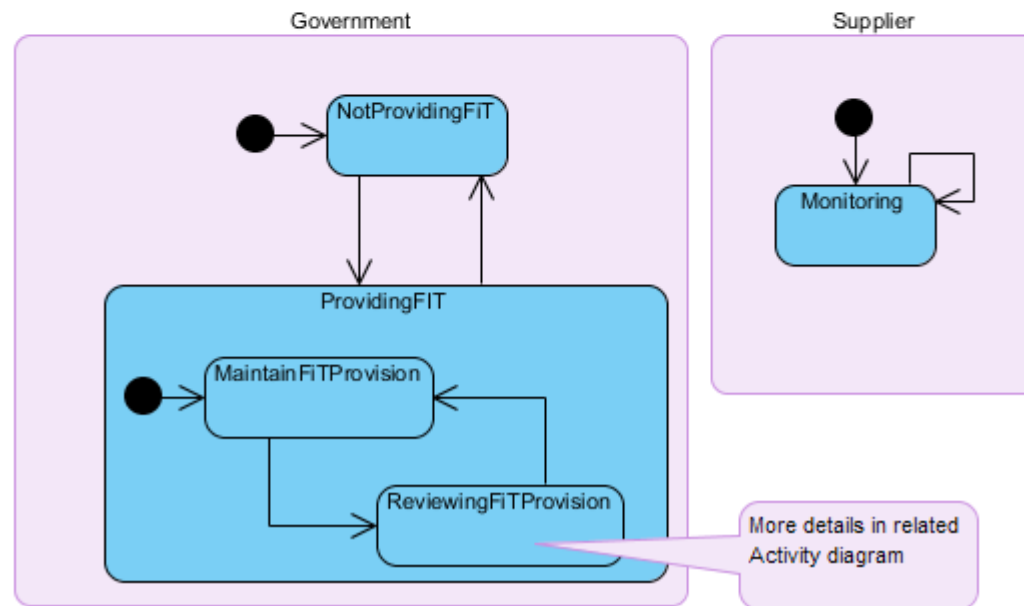 Government
Supplier
NotProvidingFiT
Monitoring
ProvidingFIT
MaintainFiTProvision
ReviewingFiTProvision
More details in related
Activity diagram